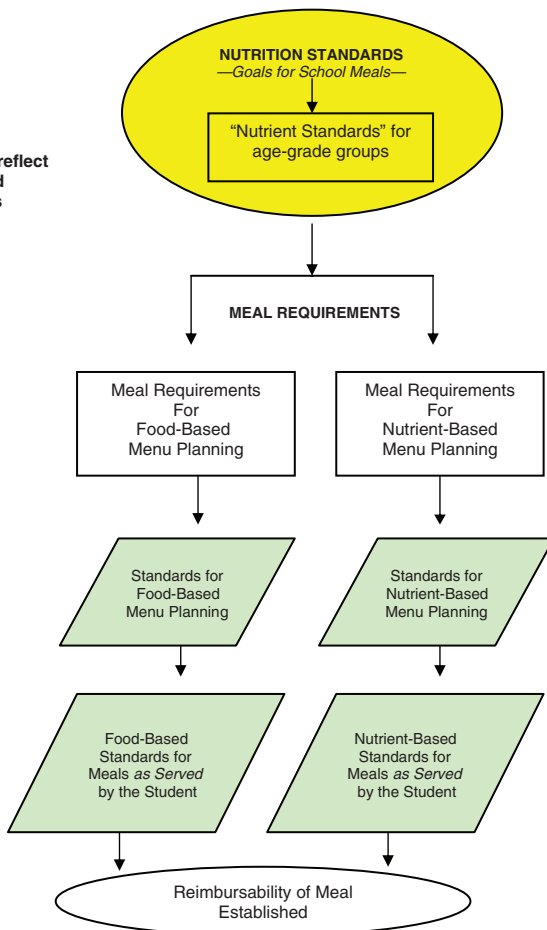 NUTRITION STANDARDS
—Goals for School Meals—
“Nutrient Standards” for
age-grade groups
reflect
d
s
MEAL REQUIREMENTS
Meal Requirements
For
Food-Based
Menu Planning
Meal Requirements
For
Nutrient-Based
Menu Planning
Standards for
Food-Based
Menu Planning
Standards for
Nutrient-Based
Menu Planning
Food-Based
Standards for
Meals as Served
by the Student
Nutrient-Based
Standards for
Meals as Served
by the Student
Reimbursability of Meal
Established